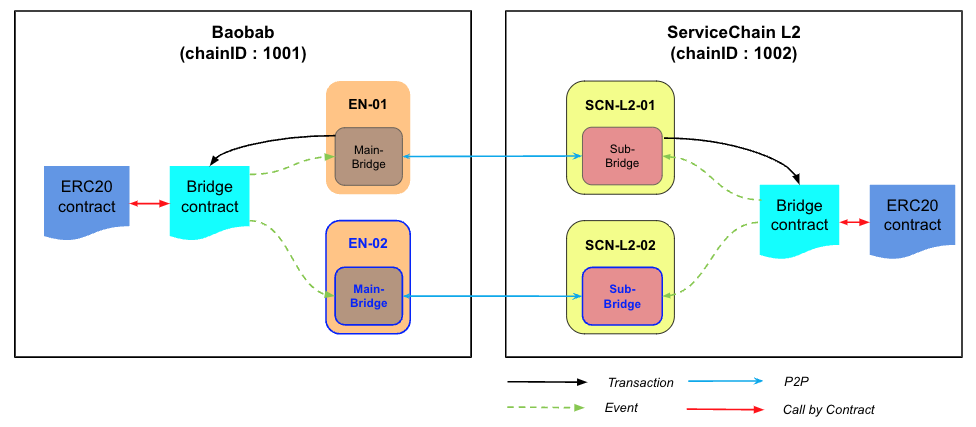 Baobab
(chainID : 1001)
ServiceChain L2
(chainID : 1002)
EN-01
Main-
Bridge
SCN-L2-01
Sub-
Bridge
ERC20
contract
Bridge
contract
Bridge
contract
ERC20
contract
EN-02
Main-
Bridge
SCN-L2-02
Sub-
Bridge
Transaction
P2P
Event
Call by Contract